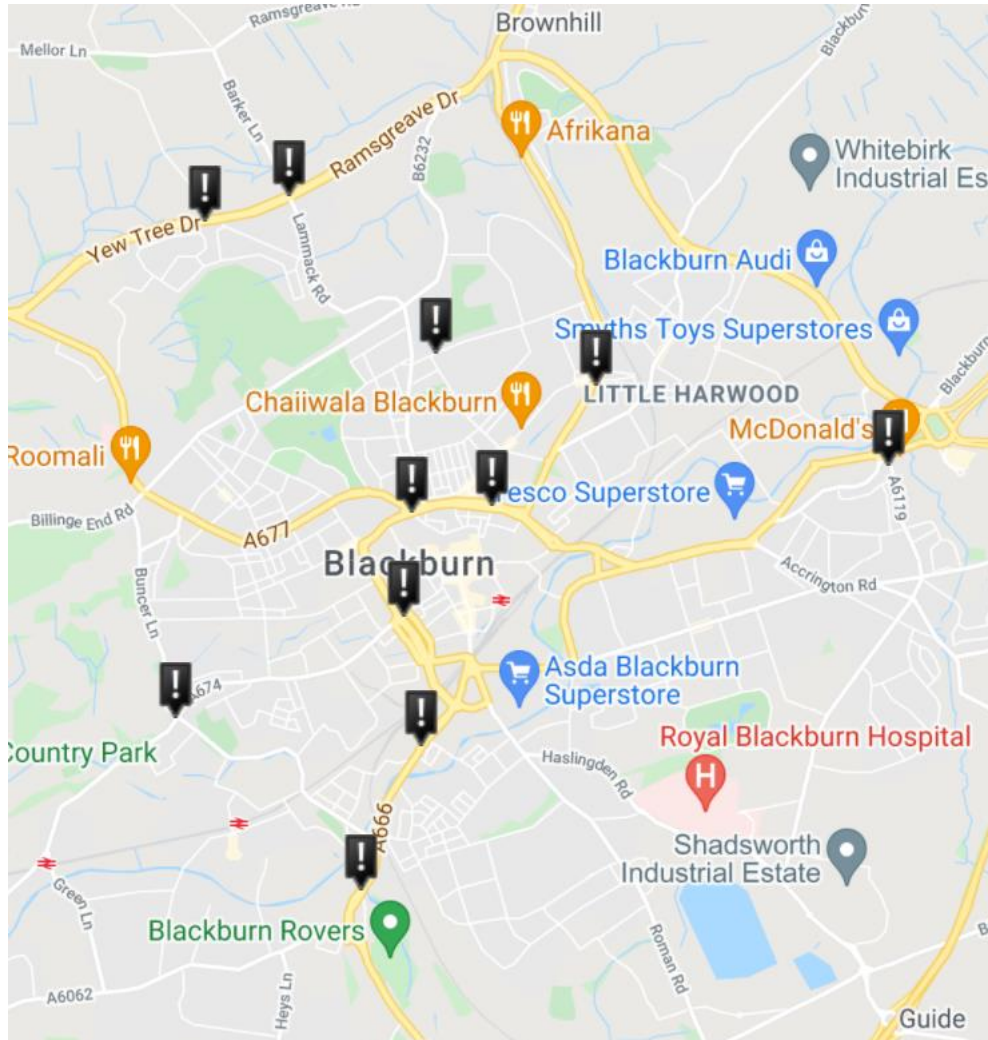 Ramsgreave Rd
Brownhill
Mellor Ln
Blackburn
Barker Ln
Ramsgreave Dr
Afrikana
B6232
Whitebirk
Industrial Es
Yew Tree Dr
Lammack Rd
Blackburn Audi
Smyths Toys Superstores
Blackburn
Chaiiwala Blackburn
LITTLE HARWOOD
McDonald's
Roomali
esco Superstore
A6119
Billinge End Rd
A677
Blackburn
Accrington Rd
Buncer Ln
A674
Asda Blackburn
Superstore
Country Park
Royal Blackburn Hospital
H
Haslingden Rd
A666
Shadsworth
Industrial Estate
Green Ln
Blackburn Rovers
Roman Rd
B
A6062
Heys Ln
Guide